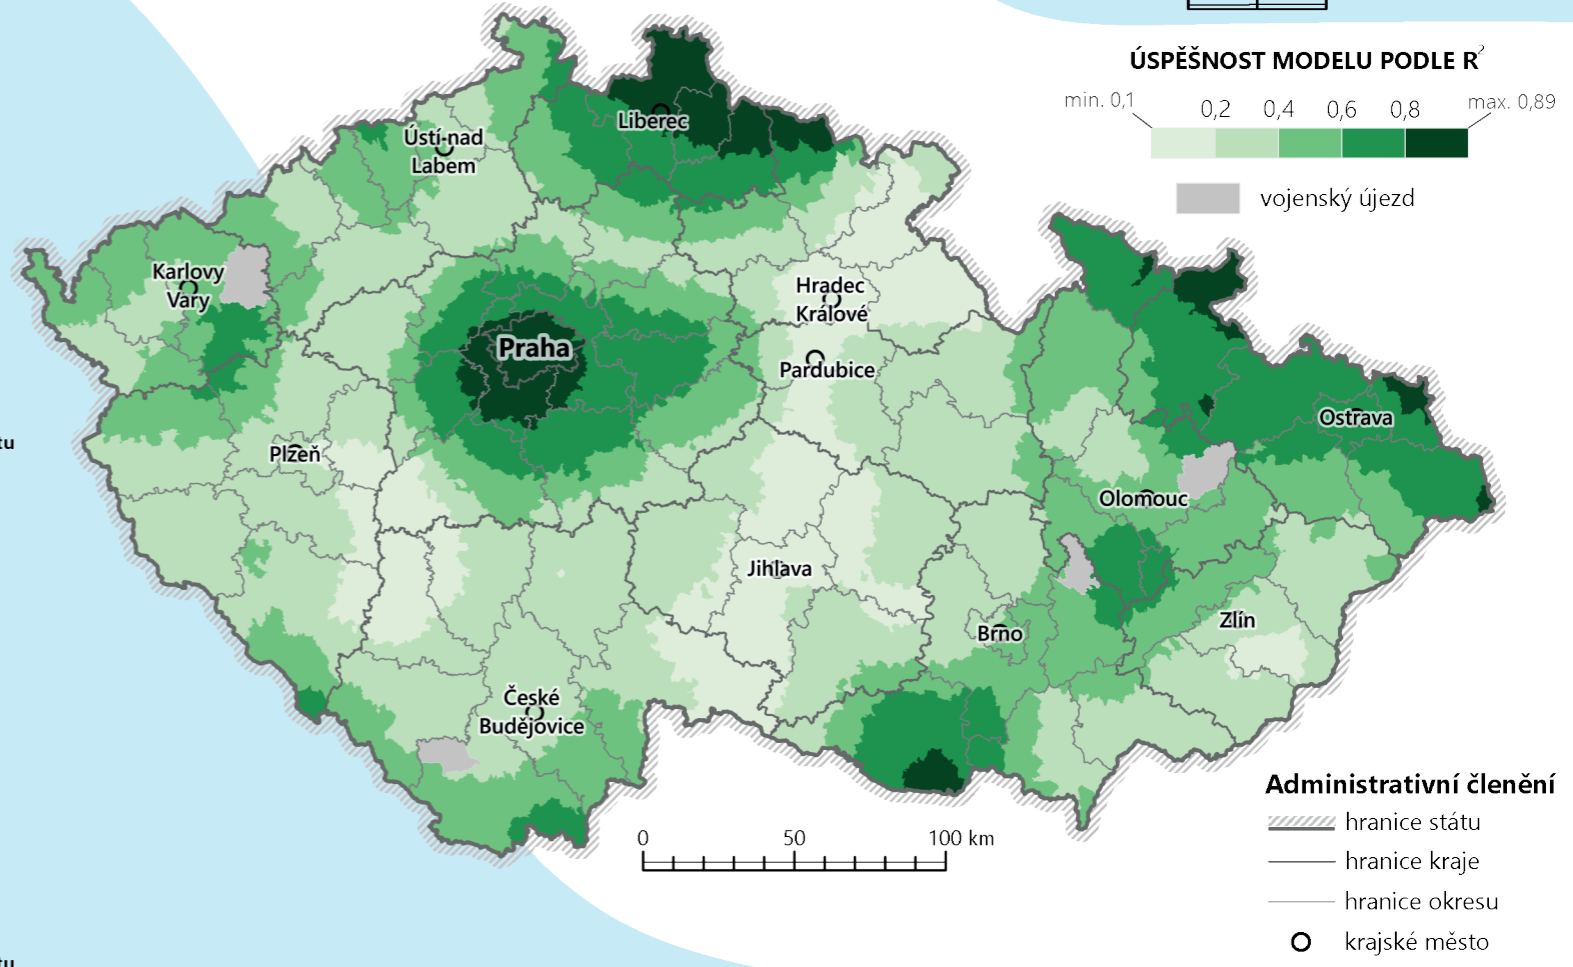 ÚSPĚŠNOST MODELU PODLE R²
min. 0,1 0,2 0,4 0,6 0,8 max. 0,89
vojenský újezd
Liberec
Ústí nad
Labem
Karlovy
Vary
Hradec
Králové
Praha
Pardubice
Ostrava
tu
Plzeň
Olomouc
Jihlava
Zlín
Brno
České
Budějovice
Administrativní členění
hranice státu
0 50 100 km
hranice kraje
hranice okresu
krajské město
tu